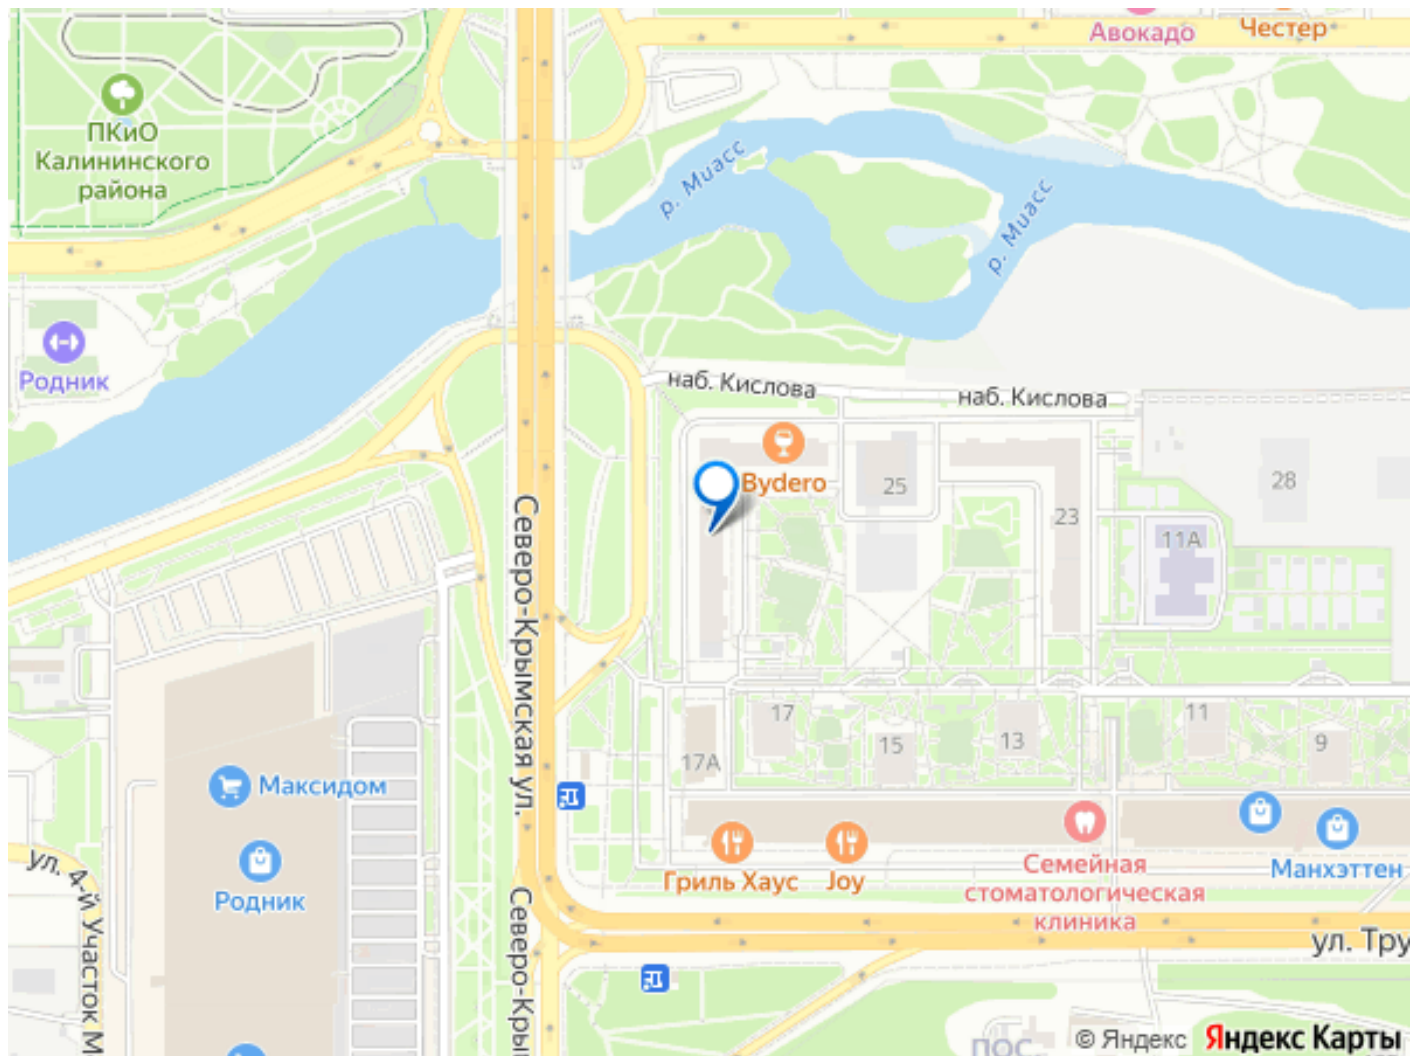 Авокадо
Честер
ПКиО
Калининского
района
р. Миасс
р. Миасс
Родник
наб. Кислова
наб. Кислова
Bydero
25
28
23
11А
Северо-Крымская ул.
17
15
13
11
9
17А
Максидом
Родник
Гриль Хаус
Joy
Семейная
стоматологическая
клиника
Манхэттен
ул. 4-й Участок М
Северо-Кры
ул. Тру
пос.
© Яндекс Яндекс Карты